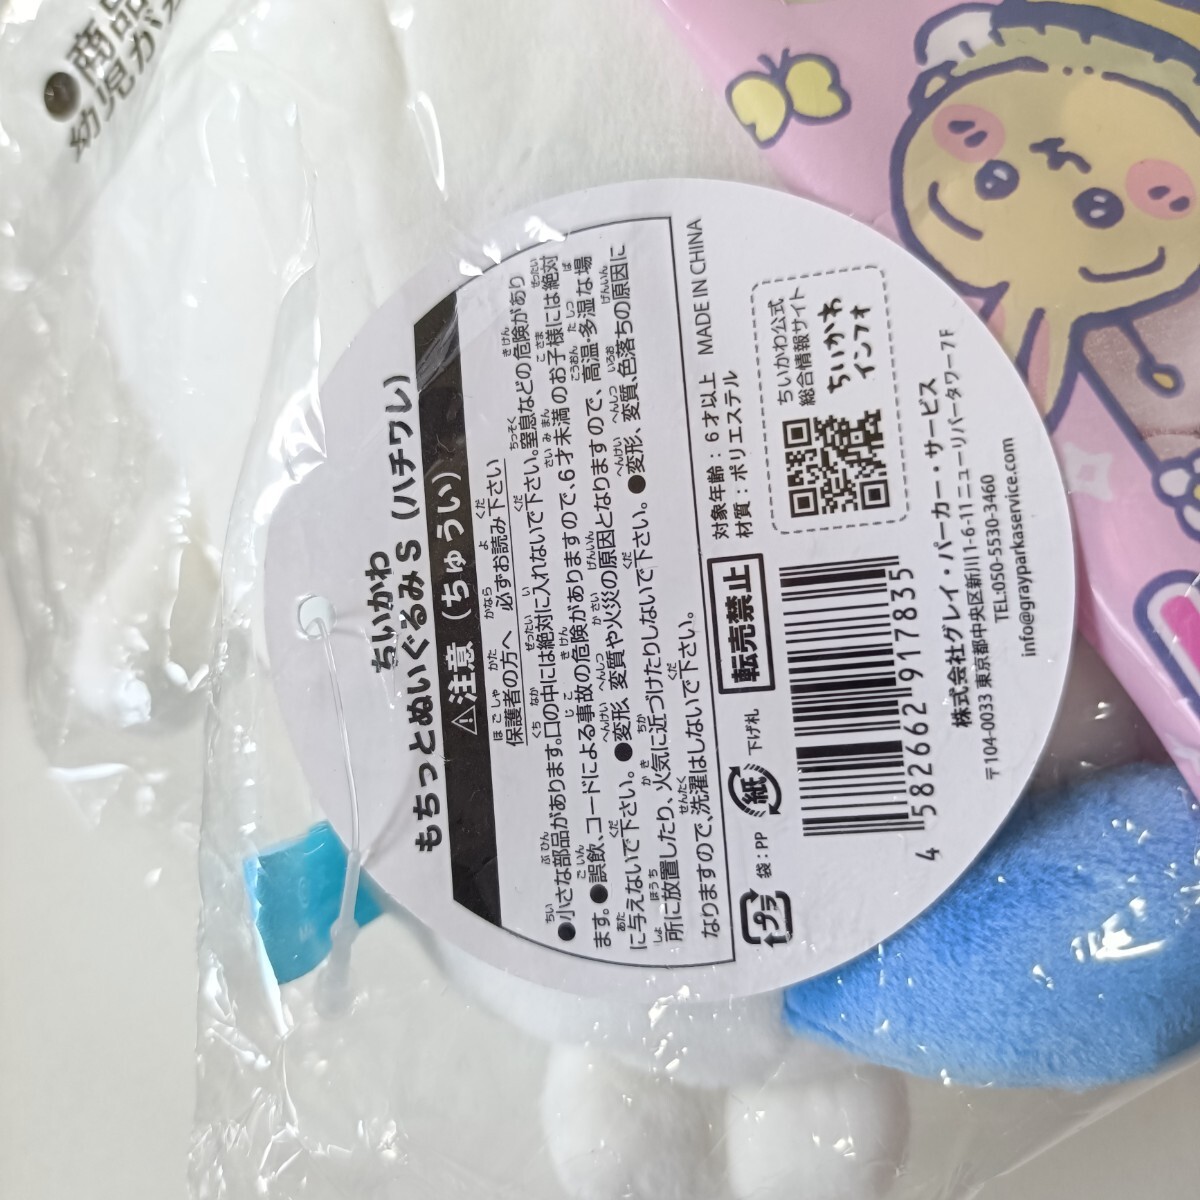 ●商品
幼児が
ちいかわ
もちっとぬいぐるみS(ハチワレ)
⚠注意(ちゅうい)
保護者の方へ 必ずお読み下さい
●小さな部品があります。口の中には絶対に入れないで下さい。窒息などの危険があり
ます。●誤飲、コードによる事故の危険がありますので、6才未満のお子様には絶対
に与えないで下さい。●変形、変質や火災の原因となりますので、高温・多湿な場
所に放置したり、火気に近づけたりしないで下さい。●変形、変質、色落ちの原因に
なりますので、洗濯はしないで下さい。
プラ
袋:PP
紙
下げ札
転売禁止
対象年齢:6才以上 MADE IN CHINA
材質:ポリエステル
ちいかわ公式
総合情報サイト
ちいかわ
インフォ
4 582662 917835
株式会社グレイ・パーカー・サービス
〒104-0033 東京都中央区新川1-6-11 ニューリバータワー7F
TEL:050-5530-3460
info@grayparkaservice.com